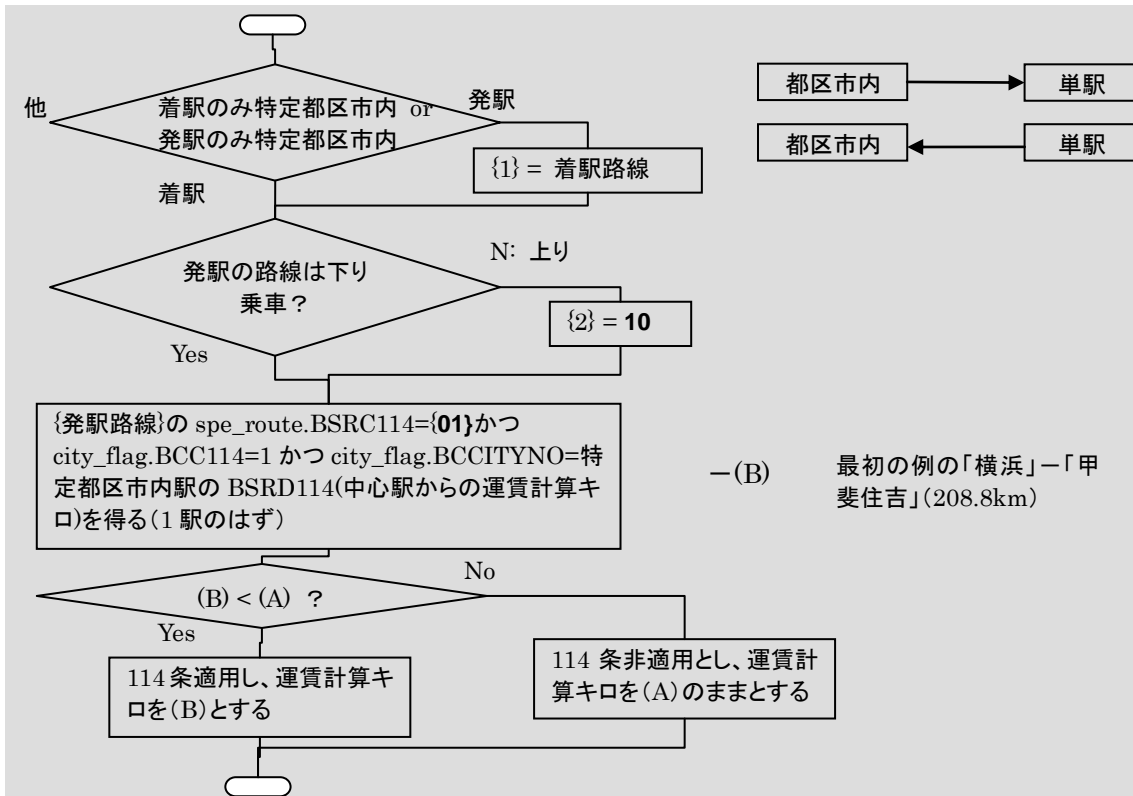 他
着駅のみ特定都区市内 or
発駅のみ特定都区市内
発駅
{1} = 着駅路線
着駅
都区市内
単駅
都区市内
単駅
発駅の路線は下り
乗車？
N: 上り
{2} = 10
Yes
{発駅路線}の spe_route.BSRC114={01}かつ
city_flag.BCC114=1 かつ city_flag.BCCITYNO=特
定都区市内駅の BSRD114(中心駅からの運賃計算キ
ロ)を得る(1 駅のはず)
－(B)
最初の例の「横浜」－「甲
斐住吉」(208.8km)
(B) < (A) ？
No
Yes
114 条適用し、運賃計算キ
ロを(B)とする
114 条非適用とし、運賃計
算キロを(A)のままとする